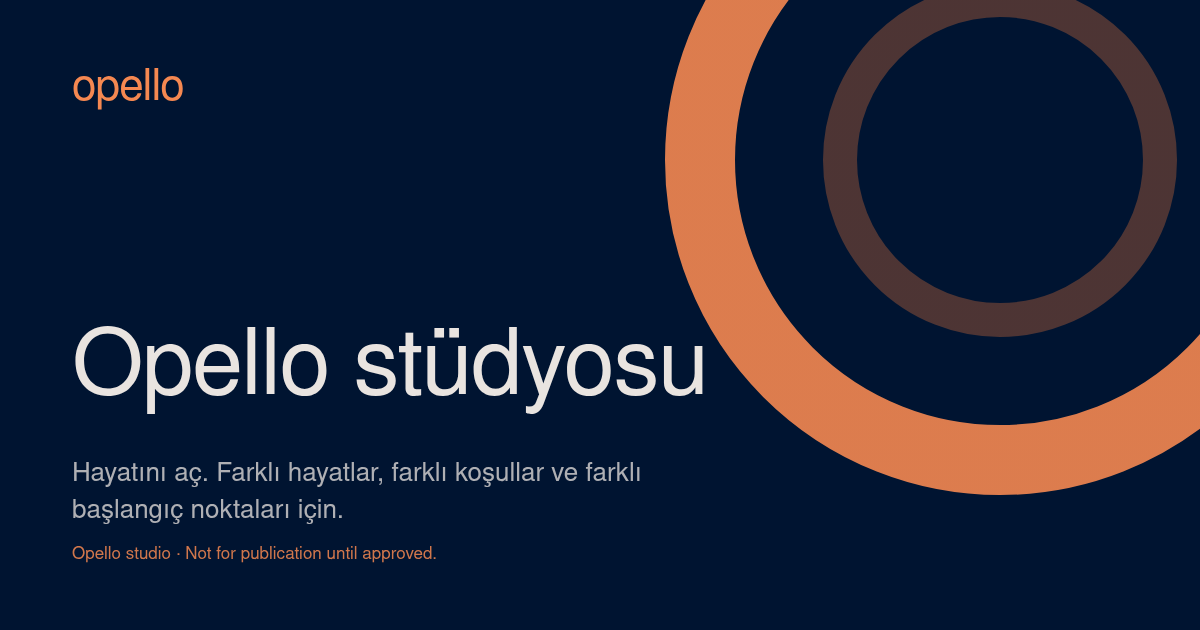 opello
Opello stüdyosu
Hayatını aç. Farklı hayatlar, farklı koşullar ve farklı
başlangıç noktaları için.
Opello studio · Not for publication until approved.